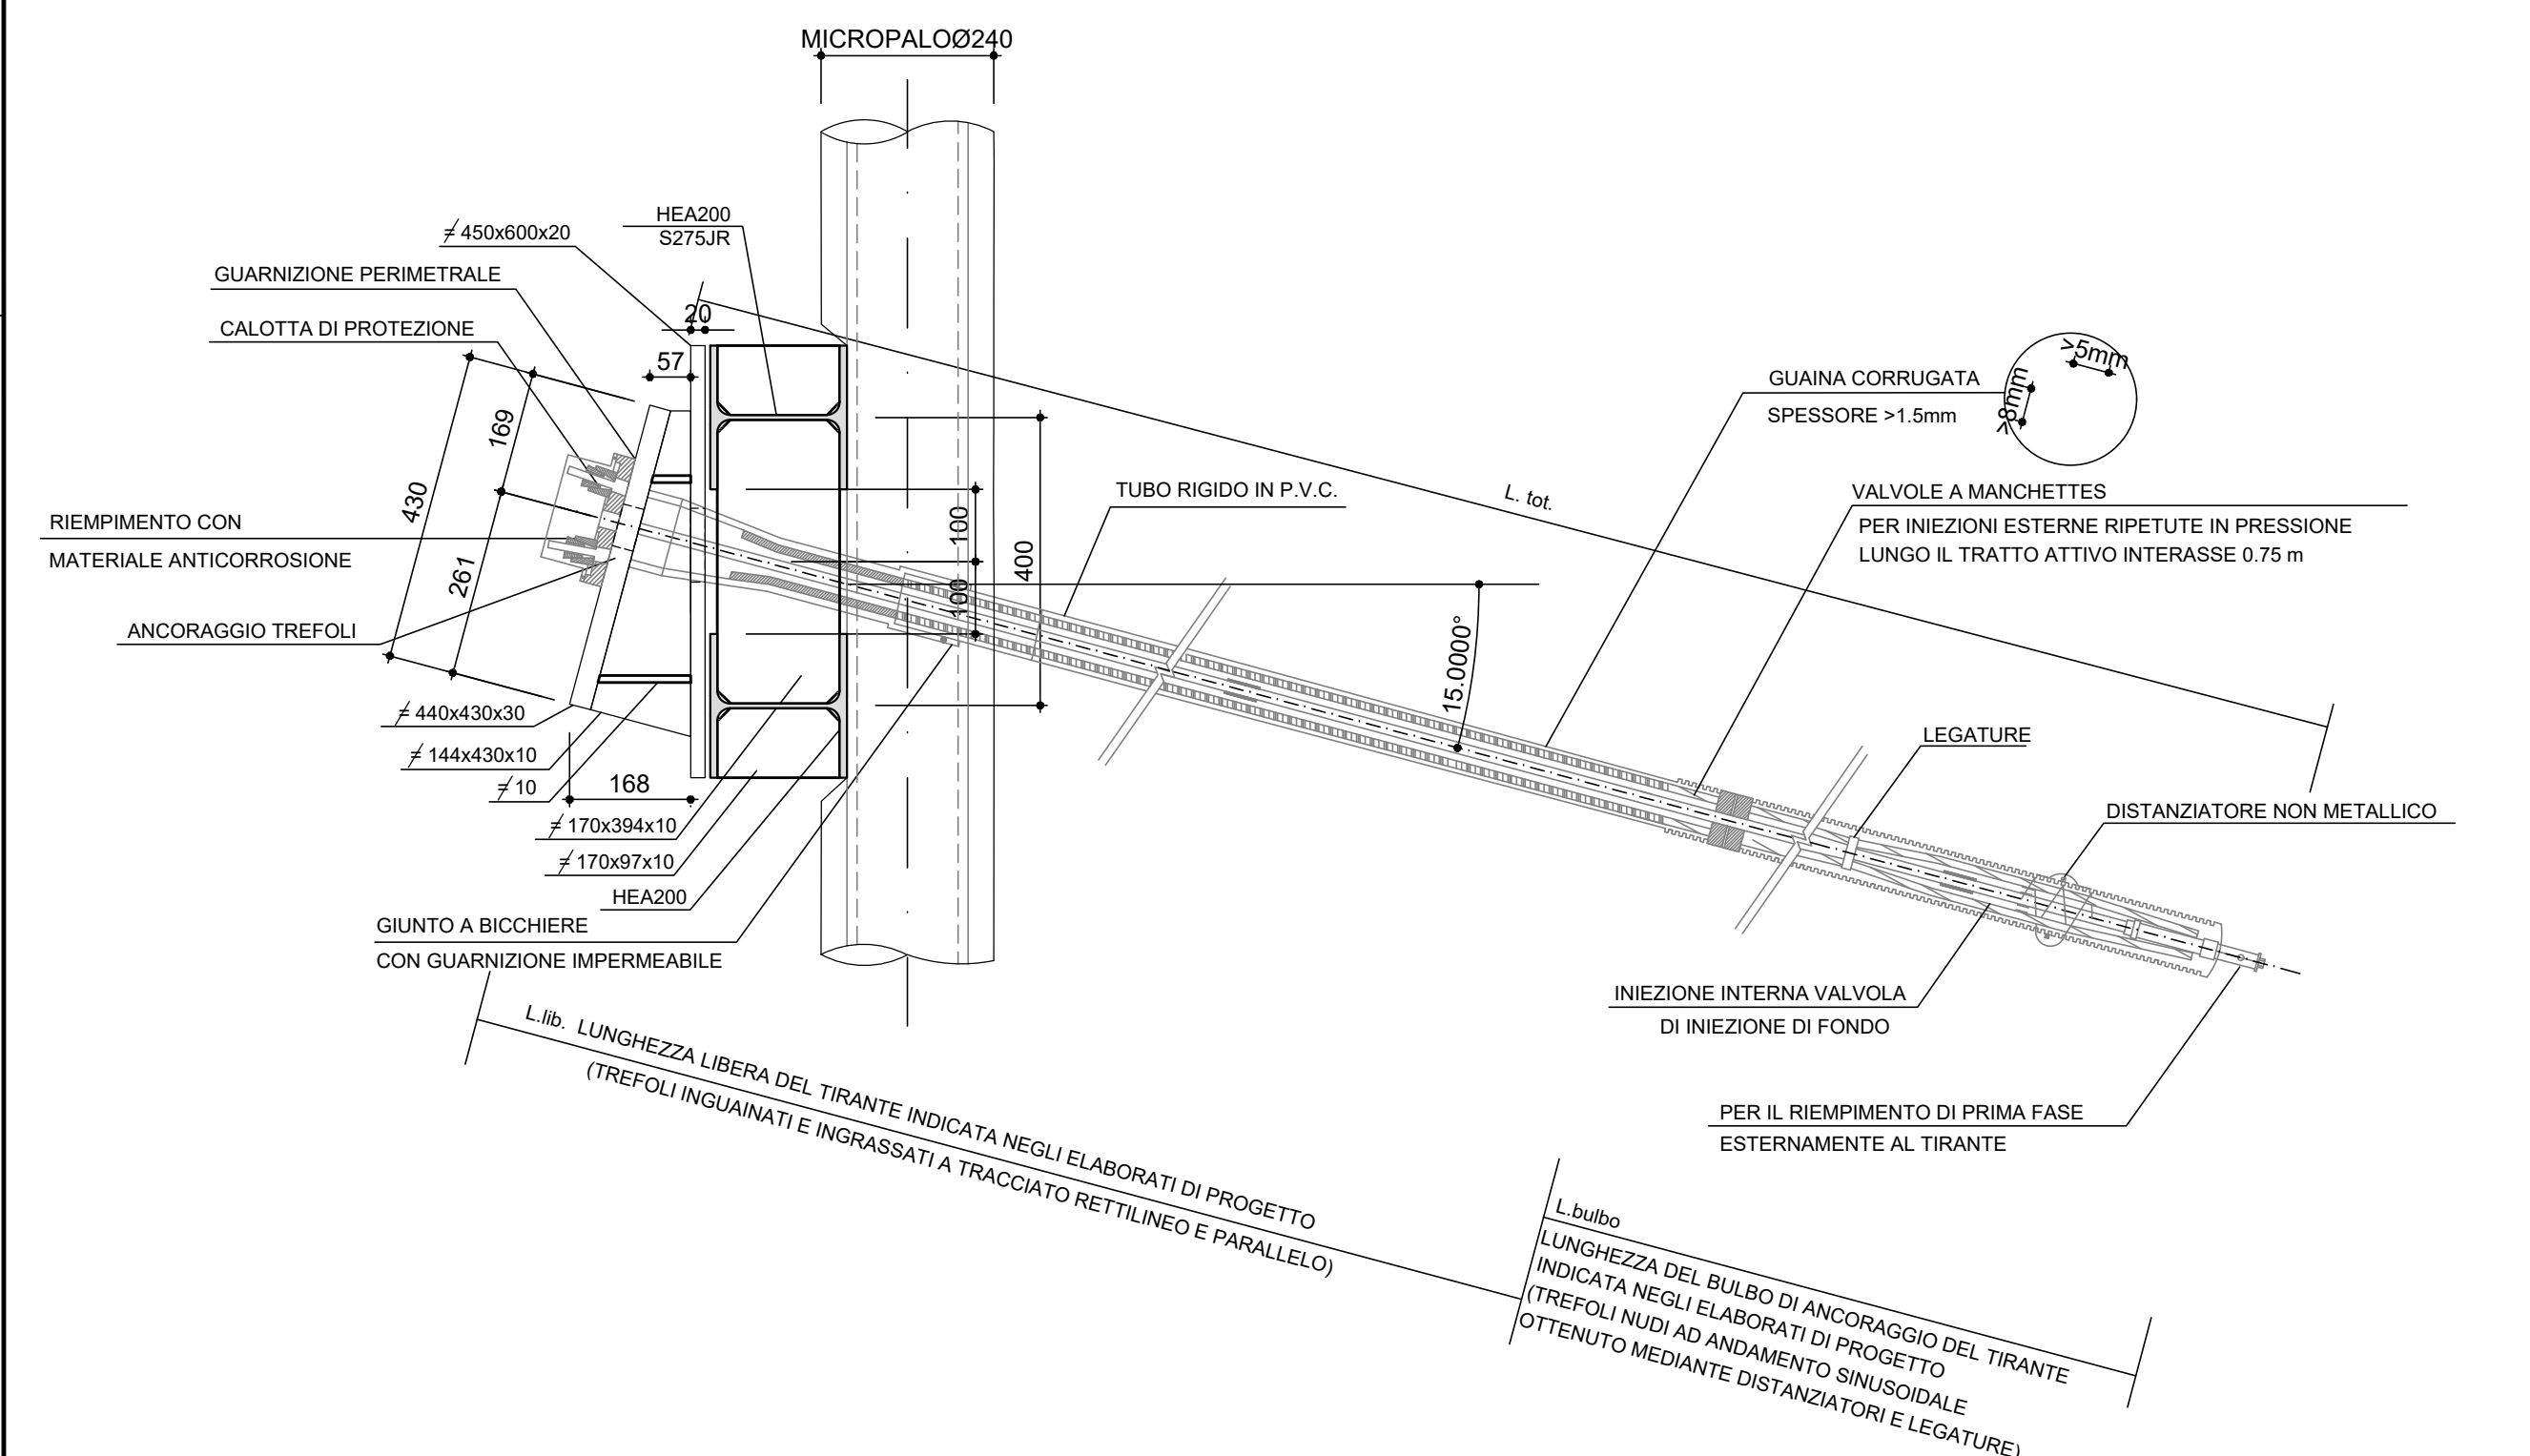 MICROPALOØ240
HEA200
S275JR
≠ 450x600x20
GUARNIZIONE PERIMETRALE
CALOTTA DI PROTEZIONE
20
57
169
430
261
RIEMPIMENTO CON
MATERIALE ANTICORROSIONE
ANCORAGGIO TREFOLI
≠ 440x430x30
≠ 144x430x10
≠ 10
168
≠ 170x394x10
≠ 170x97x10
HEA200
GIUNTO A BICCHIERE
CON GUARNIZIONE IMPERMEABILE
100
100
400
TUBO RIGIDO IN P.V.C.
15.0000°
L. tot.
GUAINA CORRUGATA
SPESSORE >1.5mm
>5mm
>8mm
VALVOLE A MANCHETTES
PER INIEZIONI ESTERNE RIPETUTE IN PRESSIONE
LUNGO IL TRATTO ATTIVO INTERASSE 0.75 m
LEGATURE
DISTANZIATORE NON METALLICO
INIEZIONE INTERNA VALVOLA
DI INIEZIONE DI FONDO
PER IL RIEMPIMENTO DI PRIMA FASE
ESTERNAMENTE AL TIRANTE
L.lib. LUNGHEZZA LIBERA DEL TIRANTE INDICATA NEGLI ELABORATI DI PROGETTO
(TREFOLI INGUAINATI E INGRASSATI A TRACCIATO RETTILINEO E PARALLELO)
L.bulbo
LUNGHEZZA DEL BULBO DI ANCORAGGIO DEL TIRANTE
INDICATA NEGLI ELABORATI DI PROGETTO
(TREFOLI NUDI AD ANDAMENTO SINUSOIDALE
OTTENUTO MEDIANTE DISTANZIATORI E LEGATURE)